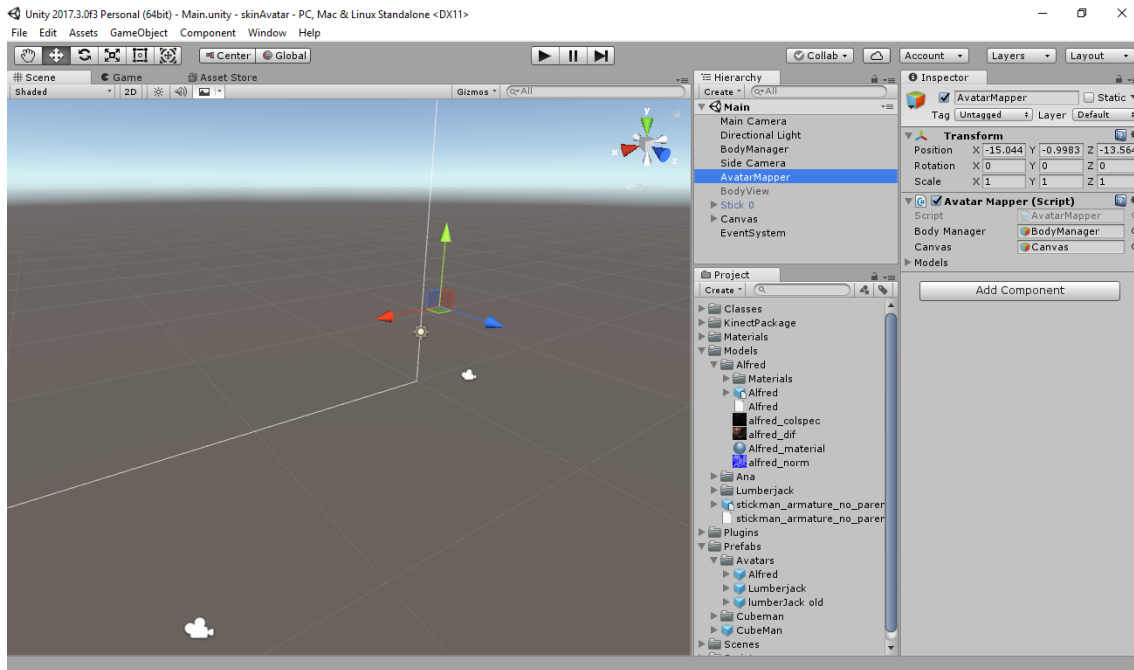 Unity 2017.3.0f3 Personal (64bit) - Main.unity - skinAvatar - PC, Mac & Linux Standalone <DX11>
File Edit Assets GameObject Component Window Help
Center Global Collab Account Layers Layout
Scene Game Asset Store
Shaded 2D Gizmos All
y
x
z
Persp
Hierarchy
Create All
Main
Main Camera
Directional Light
BodyManager
Side Camera
AvatarMapper
BodyView
Stick 0
Canvas
EventSystem
Project
Create
Classes
KinectPackage
Materials
Models
Alfred
Materials
Alfred
Alfred
alfred_colspec
alfred_dif
Alfred_material
alfred_norm
Ana
Lumberjack
stickman_armature_no_paren
stickman_armature_no_paren
Plugins
Prefabs
Avatars
Alfred
Lumberjack
lumberJack old
Cubeman
CubeMan
Scenes
Inspector
AvatarMapper Static
Tag Untagged Layer Default
Transform
Position X -15.044 Y -0.9983 Z -13.564
Rotation X 0 Y 0 Z 0
Scale X 1 Y 1 Z 1
Avatar Mapper (Script)
Script AvatarMapper
Body Manager BodyManager
Canvas Canvas
Models
Add Component